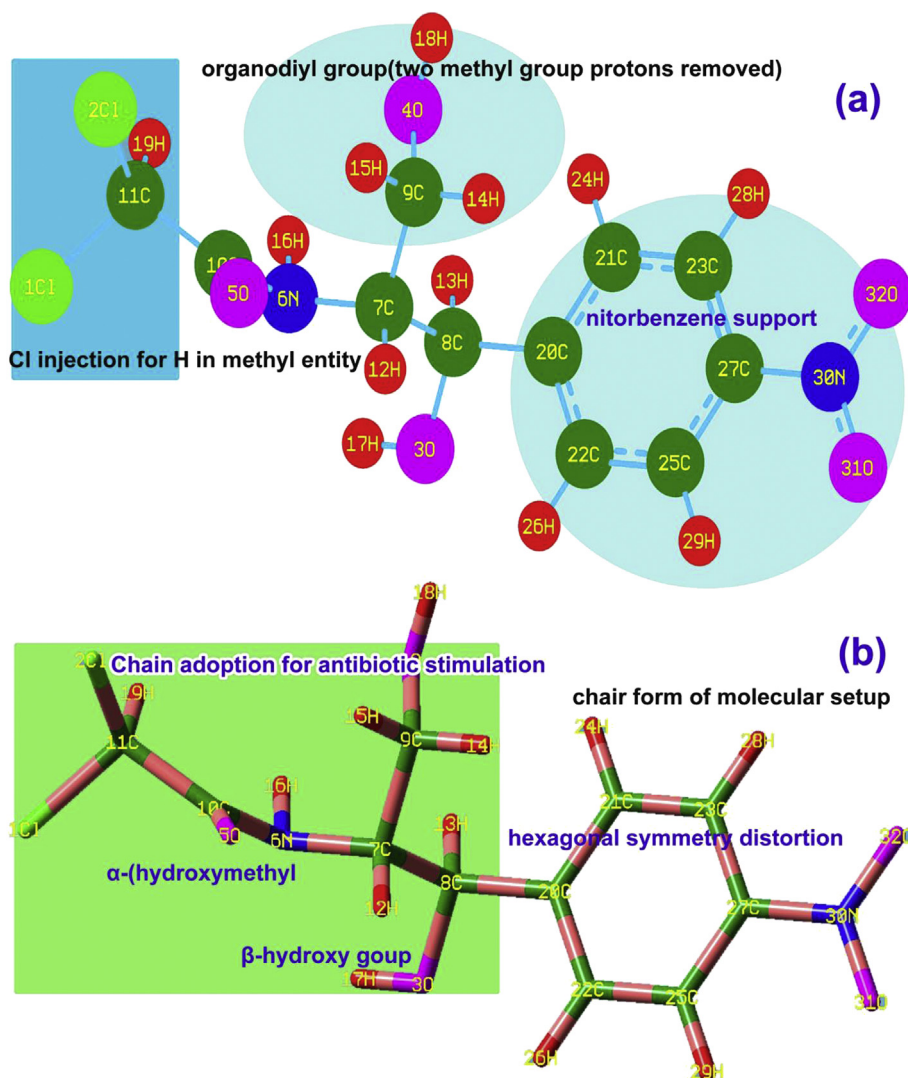 18H
organodiyl group(two methyl group protons removed)
(a)
2Cl
4O
19H
15H
24H
28H
11C
9C
14H
16H
21C
23C
13H
32O
1Cl
5O
6N
7C
nitorbenzene support
8C
20C
Cl injection for H in methyl entity
12H
27C
30N
17H
3O
22C
25C
31O
26H
29H
18H
(b)
2Cl
Chain adoption for antibiotic stimulation
19H
chair form of molecular setup
15H
24H
11C
9C
14H
28H
16H
10C
21C
23C
1Cl
5O
13H
hexagonal symmetry distortion
32O
6N
7C
α-(hydroxymethyl
8C
20C
12H
27C
30N
β-hydroxy goup
17H
3O
22C
25C
31O
26H
29H